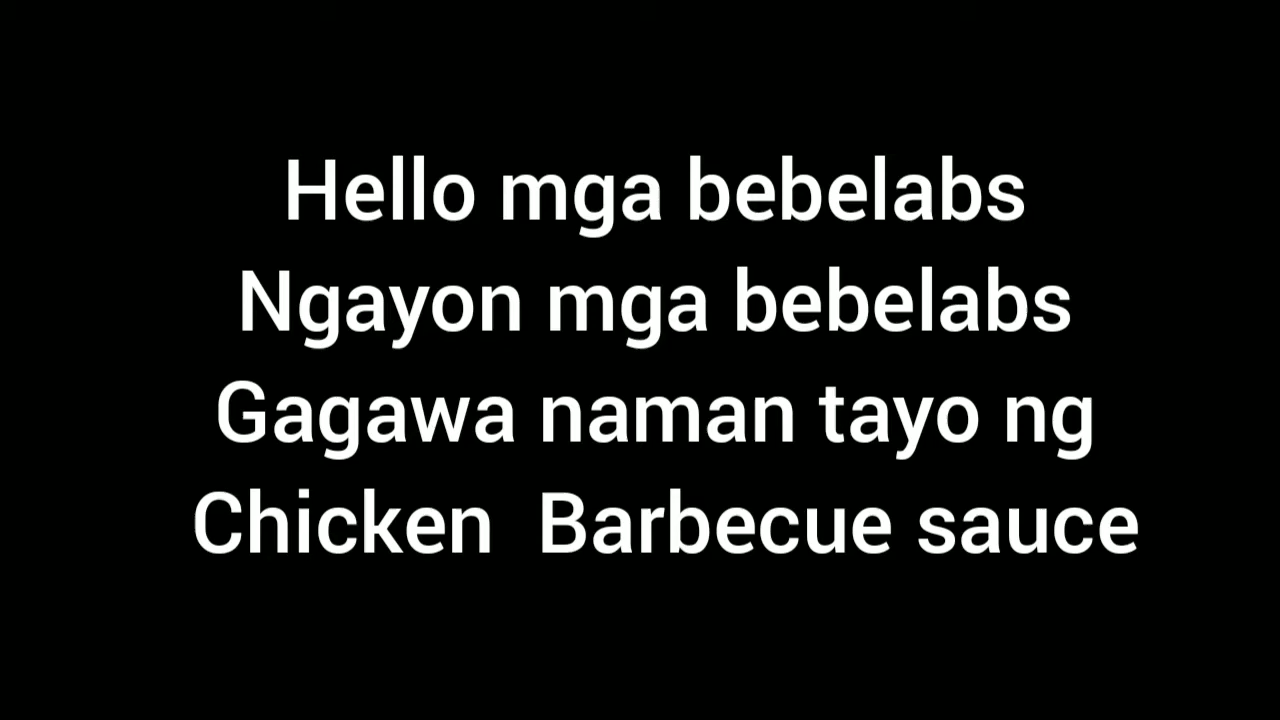 Hello mga bebelabs
Ngayon mga bebelabs
Gagawa naman tayo ng
Chicken  Barbecue sauce